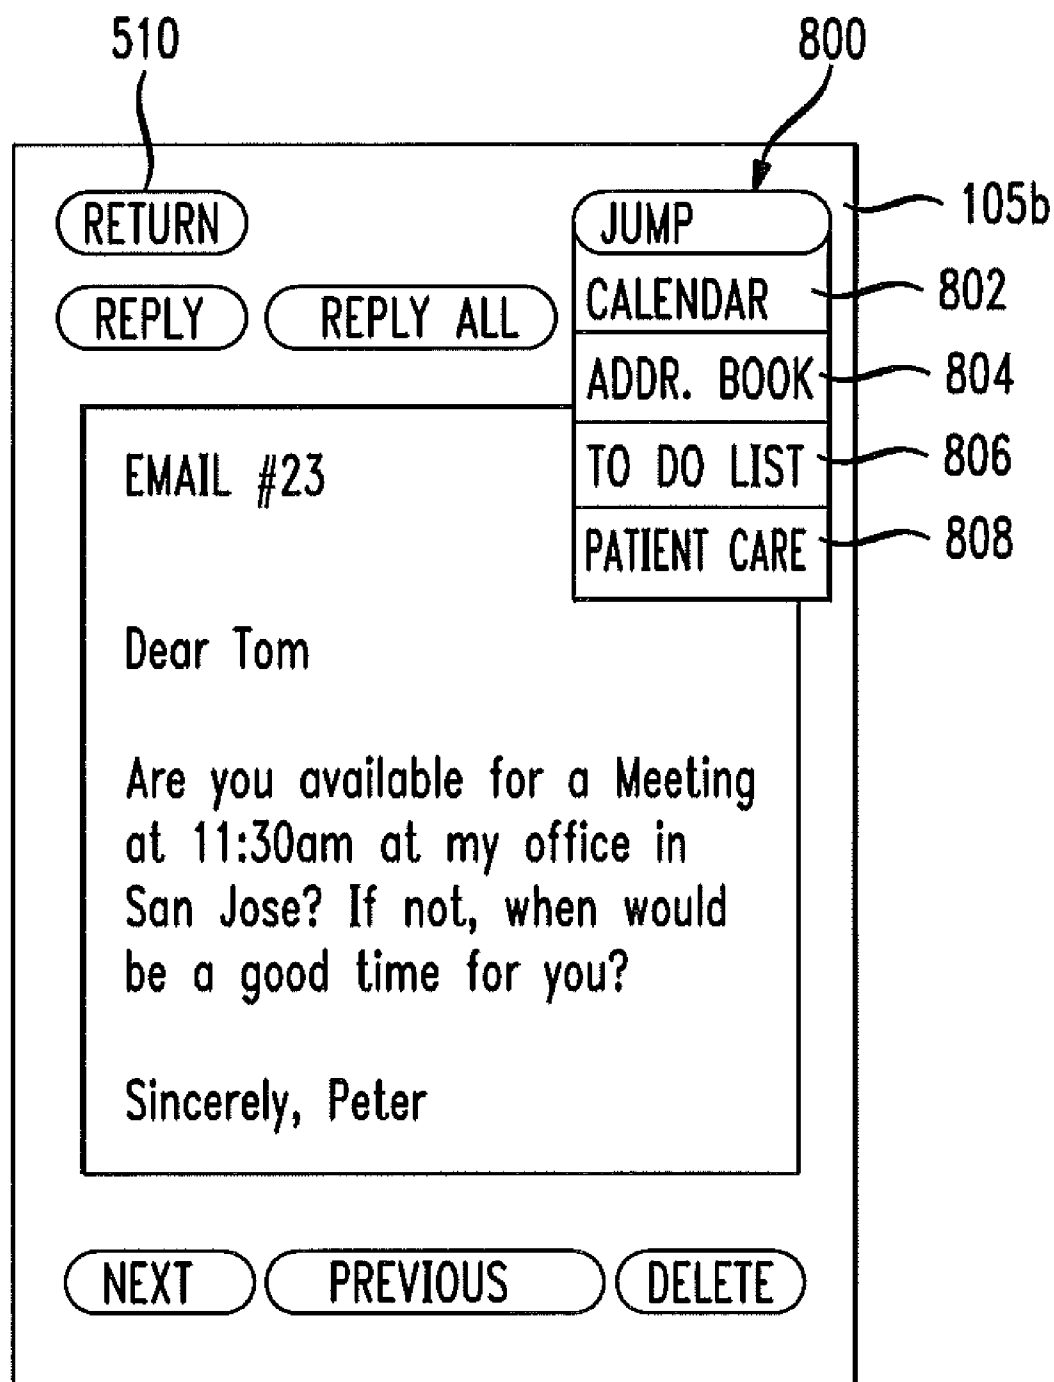 510
800
RETURN
JUMP
105b
REPLY
REPLY ALL
CALENDAR
802
ADDR. BOOK
804
TO DO LIST
806
PATIENT CARE
808
EMAIL #23
Dear Tom
Are you available for a Meeting
at 11:30am at my office in
San Jose? If not, when would
be a good time for you?
Sincerely, Peter
NEXT
PREVIOUS
DELETE